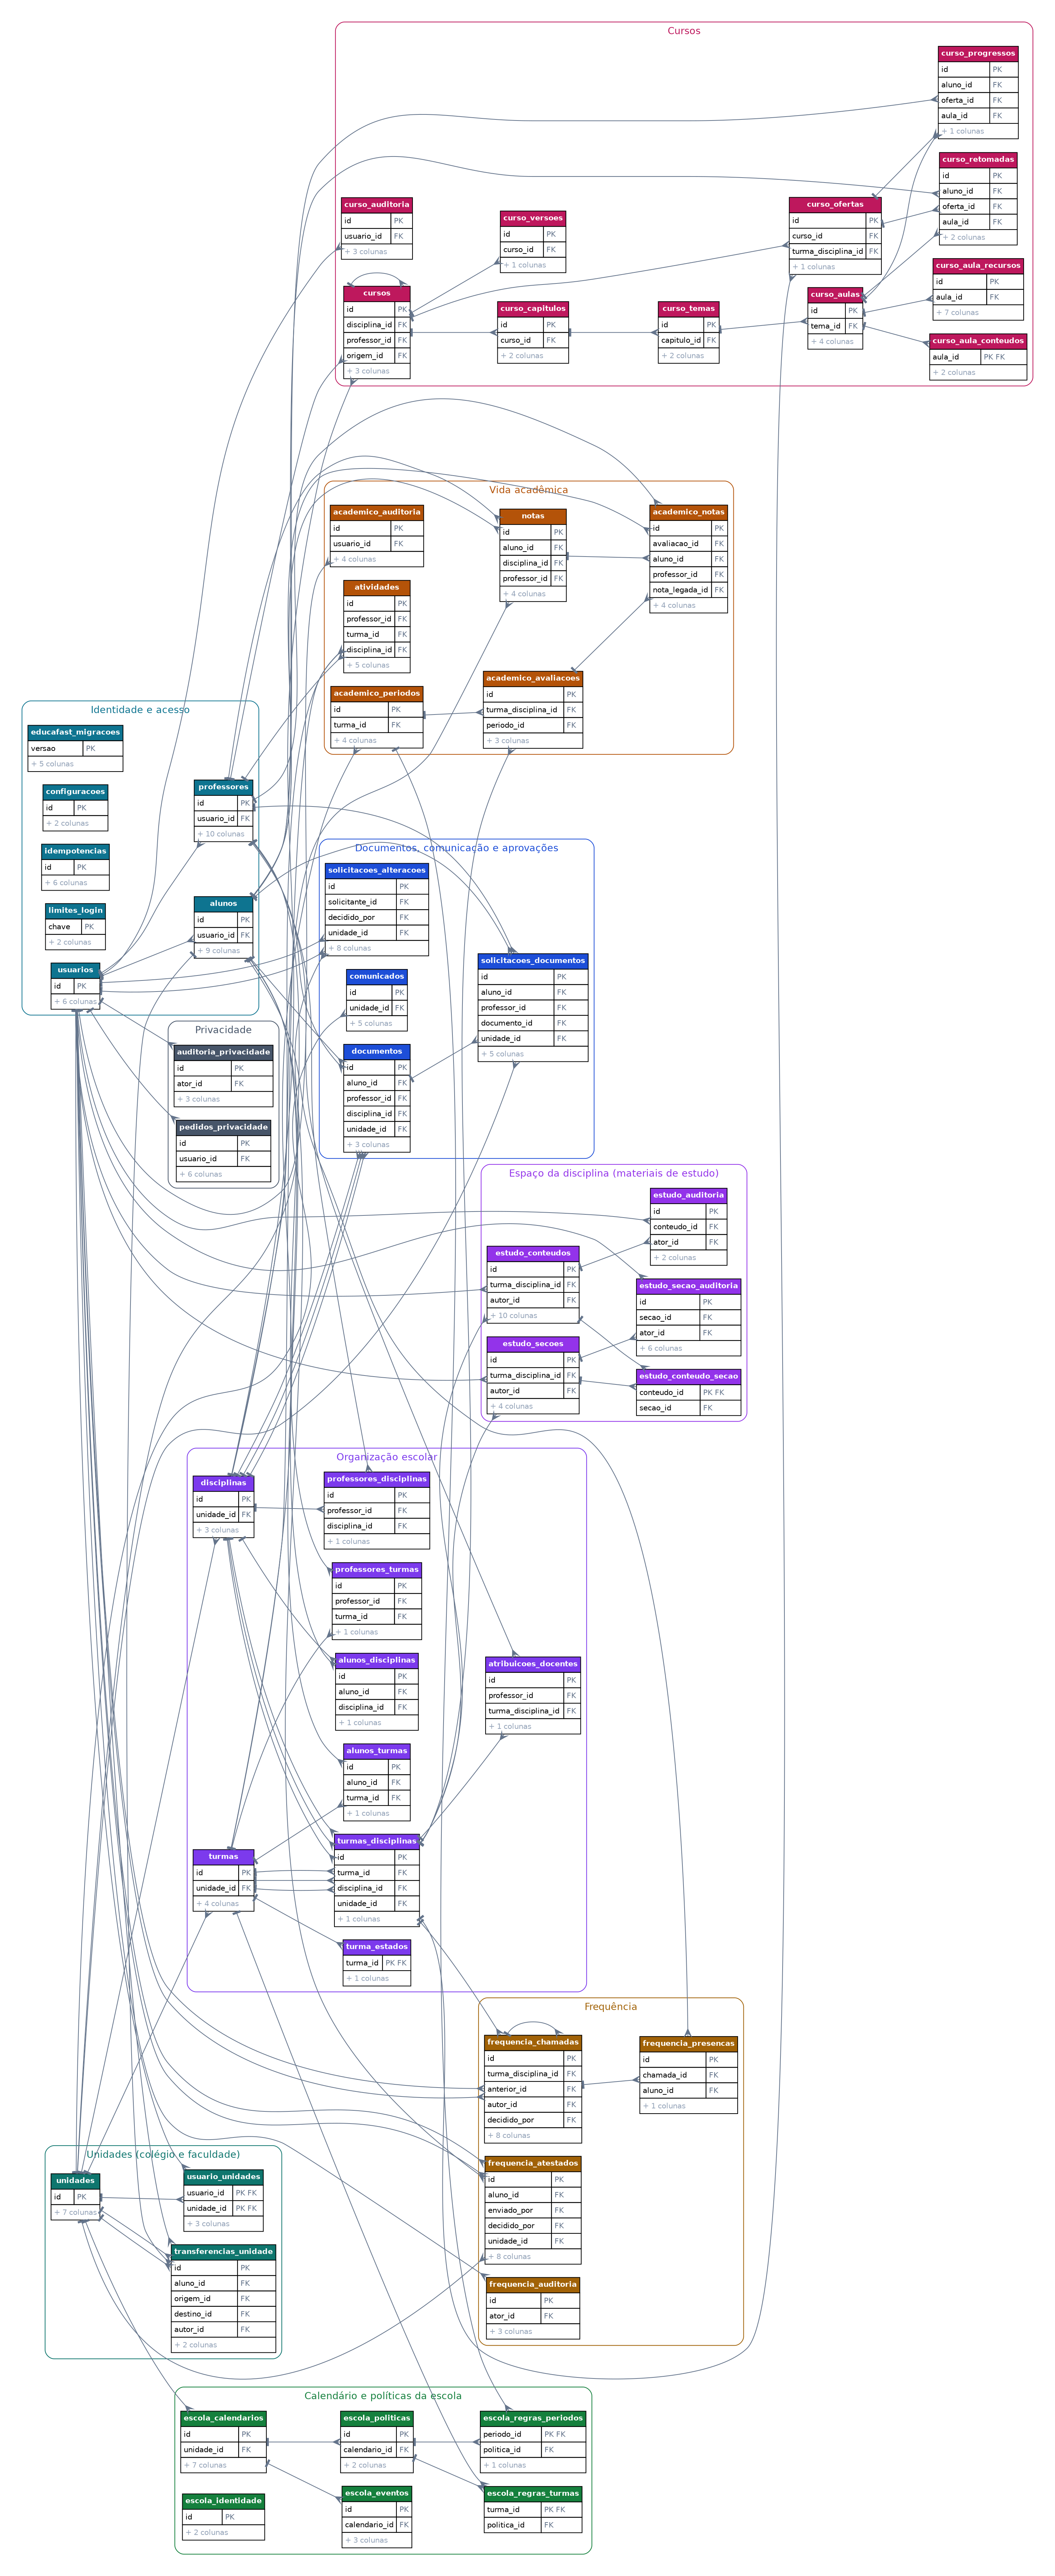 Cursos
curso_progressos
id PK
aluno_id FK
oferta_id FK
aula_id FK
+ 1 colunas
curso_retomadas
id PK
aluno_id FK
oferta_id FK
aula_id FK
+ 2 colunas
curso_auditoria
id PK
usuario_id FK
+ 3 colunas
curso_versoes
id PK
curso_id FK
+ 1 colunas
curso_ofertas
id PK
curso_id FK
turma_disciplina_id FK
+ 1 colunas
curso_aula_recursos
id PK
aula_id FK
+ 7 colunas
cursos
id PK
disciplina_id FK
professor_id FK
origem_id FK
+ 3 colunas
curso_capitulos
id PK
curso_id FK
+ 2 colunas
curso_temas
id PK
capitulo_id FK
+ 2 colunas
curso_aulas
id PK
tema_id FK
+ 4 colunas
curso_aula_conteudos
aula_id PK FK
+ 2 colunas
Vida acadêmica
academico_auditoria
id PK
usuario_id FK
+ 4 colunas
notas
id PK
aluno_id FK
disciplina_id FK
professor_id FK
+ 4 colunas
academico_notas
id PK
avaliacao_id FK
aluno_id FK
professor_id FK
nota_legada_id FK
+ 4 colunas
atividades
id PK
professor_id FK
turma_id FK
disciplina_id FK
+ 5 colunas
academico_periodos
id PK
turma_id FK
+ 4 colunas
academico_avaliacoes
id PK
turma_disciplina_id FK
periodo_id FK
+ 3 colunas
Identidade e acesso
educafast_migracoes
versao PK
+ 5 colunas
configuracoes
id PK
+ 2 colunas
idempotencias
id PK
+ 6 colunas
limites_login
chave PK
+ 2 colunas
usuarios
id PK
+ 6 colunas
professores
id PK
usuario_id FK
+ 10 colunas
alunos
id PK
usuario_id FK
+ 9 colunas
Documentos, comunicação e aprovações
solicitacoes_alteracoes
id PK
solicitante_id FK
decidido_por FK
unidade_id FK
+ 8 colunas
comunicados
id PK
unidade_id FK
+ 5 colunas
documentos
id PK
aluno_id FK
professor_id FK
disciplina_id FK
unidade_id FK
+ 3 colunas
solicitacoes_documentos
id PK
aluno_id FK
professor_id FK
documento_id FK
unidade_id FK
+ 5 colunas
Privacidade
auditoria_privacidade
id PK
ator_id FK
+ 3 colunas
pedidos_privacidade
id PK
usuario_id FK
+ 6 colunas
Espaço da disciplina (materiais de estudo)
estudo_auditoria
id PK
conteudo_id FK
ator_id FK
+ 2 colunas
estudo_conteudos
id PK
turma_disciplina_id FK
autor_id FK
+ 10 colunas
estudo_secao_auditoria
id PK
secao_id FK
ator_id FK
+ 6 colunas
estudo_secoes
id PK
turma_disciplina_id FK
autor_id FK
+ 4 colunas
estudo_conteudo_secao
conteudo_id PK FK
secao_id FK
Organização escolar
disciplinas
id PK
unidade_id FK
+ 3 colunas
professores_disciplinas
id PK
professor_id FK
disciplina_id FK
+ 1 colunas
professores_turmas
id PK
professor_id FK
turma_id FK
+ 1 colunas
alunos_disciplinas
id PK
aluno_id FK
disciplina_id FK
+ 1 colunas
atribuicoes_docentes
id PK
professor_id FK
turma_disciplina_id FK
+ 1 colunas
alunos_turmas
id PK
aluno_id FK
turma_id FK
+ 1 colunas
turmas
id PK
unidade_id FK
+ 4 colunas
turmas_disciplinas
id PK
turma_id FK
disciplina_id FK
unidade_id FK
+ 1 colunas
turma_estados
turma_id PK FK
+ 1 colunas
Frequência
frequencia_chamadas
id PK
turma_disciplina_id FK
anterior_id FK
autor_id FK
decidido_por FK
+ 8 colunas
frequencia_presencas
id PK
chamada_id FK
aluno_id FK
+ 1 colunas
frequencia_atestados
id PK
aluno_id FK
enviado_por FK
decidido_por FK
unidade_id FK
+ 8 colunas
frequencia_auditoria
id PK
ator_id FK
+ 3 colunas
Unidades (colégio e faculdade)
unidades
id PK
+ 7 colunas
usuario_unidades
usuario_id PK FK
unidade_id PK FK
+ 3 colunas
transferencias_unidade
id PK
aluno_id FK
origem_id FK
destino_id FK
autor_id FK
+ 2 colunas
Calendário e políticas da escola
escola_calendarios
id PK
unidade_id FK
+ 7 colunas
escola_politicas
id PK
calendario_id FK
+ 2 colunas
escola_regras_periodos
periodo_id PK FK
politica_id FK
+ 1 colunas
escola_identidade
id PK
+ 2 colunas
escola_eventos
id PK
calendario_id FK
+ 3 colunas
escola_regras_turmas
turma_id PK FK
politica_id FK